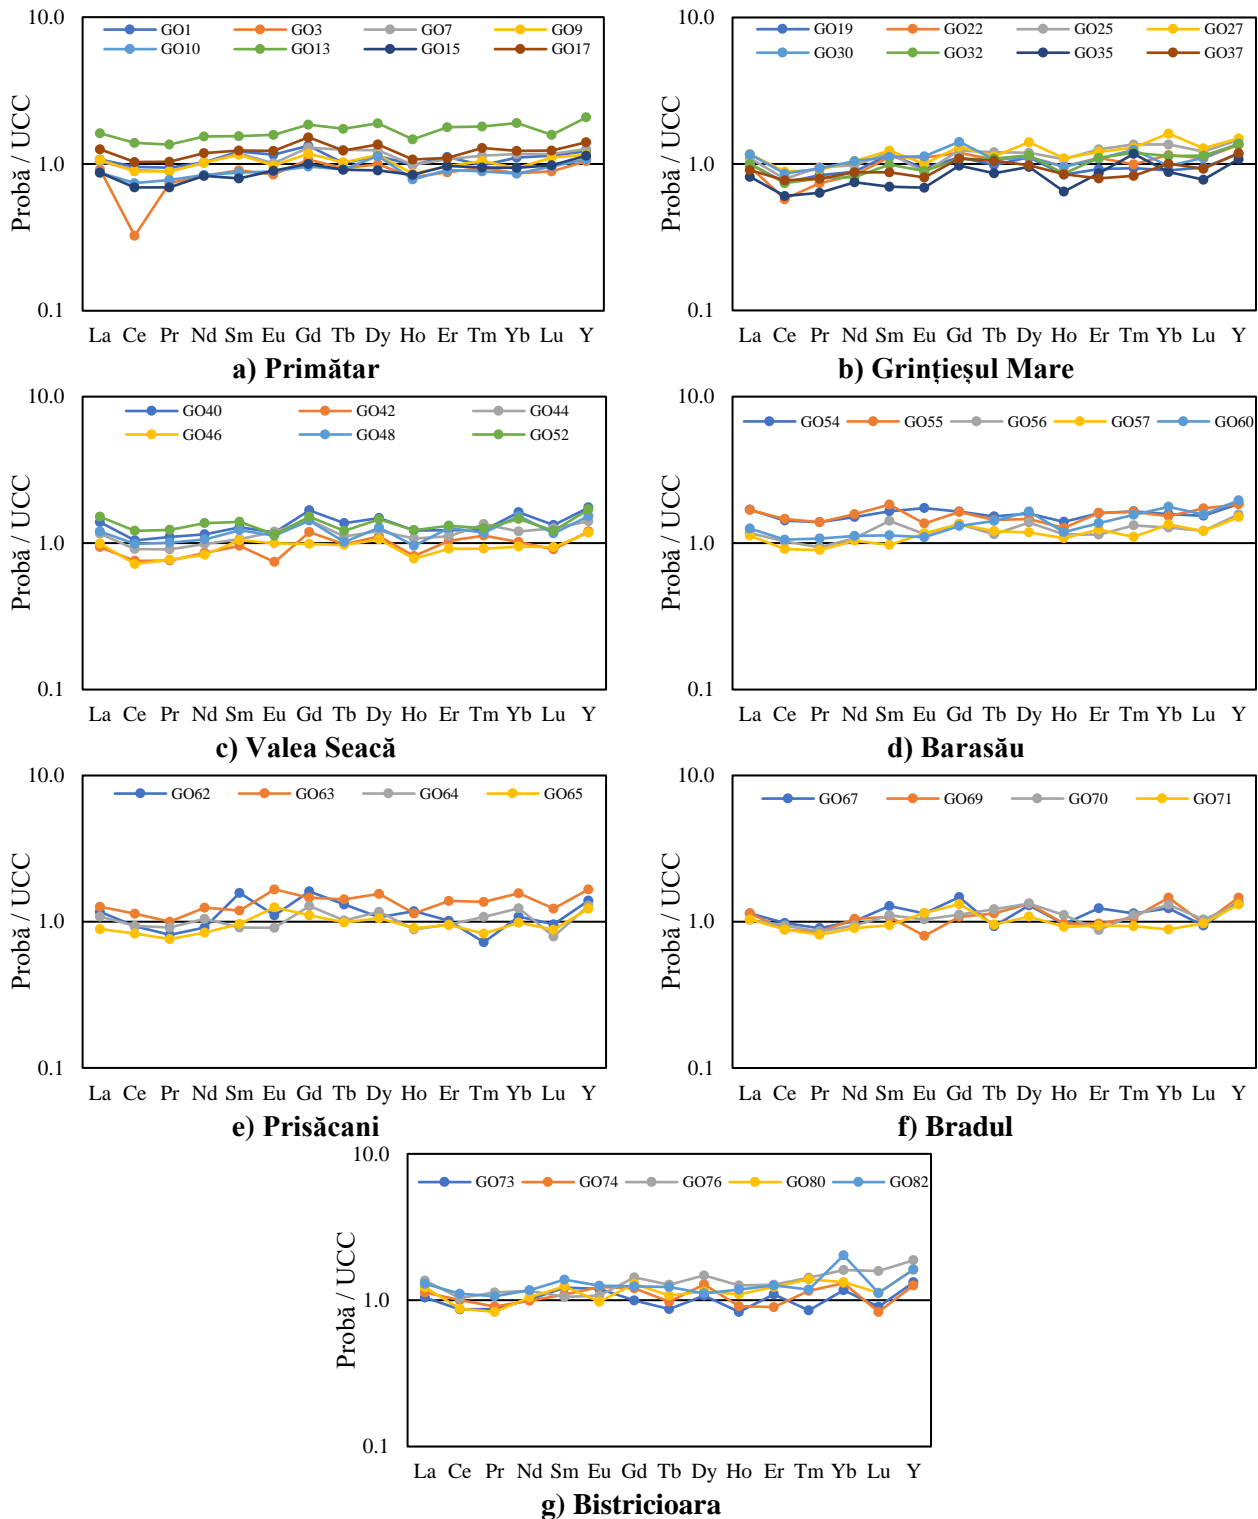 10.0
1.0
0.1
Probă / UCC
GO1 GO3 GO7 GO9
GO10 GO13 GO15 GO17
La Ce Pr Nd Sm Eu Gd Tb Dy Ho Er Tm Yb Lu Y
a) Primătar
10.0
1.0
0.1
Probă / UCC
GO19 GO22 GO25 GO27
GO30 GO32 GO35 GO37
La Ce Pr Nd Sm Eu Gd Tb Dy Ho Er Tm Yb Lu Y
b) Grințieșul Mare
10.0
1.0
0.1
Probă / UCC
GO40 GO42 GO44
GO46 GO48 GO52
La Ce Pr Nd Sm Eu Gd Tb Dy Ho Er Tm Yb Lu Y
c) Valea Seacă
10.0
1.0
0.1
Probă / UCC
GO54 GO55 GO56 GO57 GO60
La Ce Pr Nd Sm Eu Gd Tb Dy Ho Er Tm Yb Lu Y
d) Barasău
10.0
1.0
0.1
Probă / UCC
GO62 GO63 GO64 GO65
La Ce Pr Nd Sm Eu Gd Tb Dy Ho Er Tm Yb Lu Y
e) Prisăcani
10.0
1.0
0.1
Probă / UCC
GO67 GO69 GO70 GO71
La Ce Pr Nd Sm Eu Gd Tb Dy Ho Er Tm Yb Lu Y
f) Bradul
10.0
1.0
0.1
Probă / UCC
GO73 GO74 GO76 GO80 GO82
La Ce Pr Nd Sm Eu Gd Tb Dy Ho Er Tm Yb Lu Y
g) Bistricioara